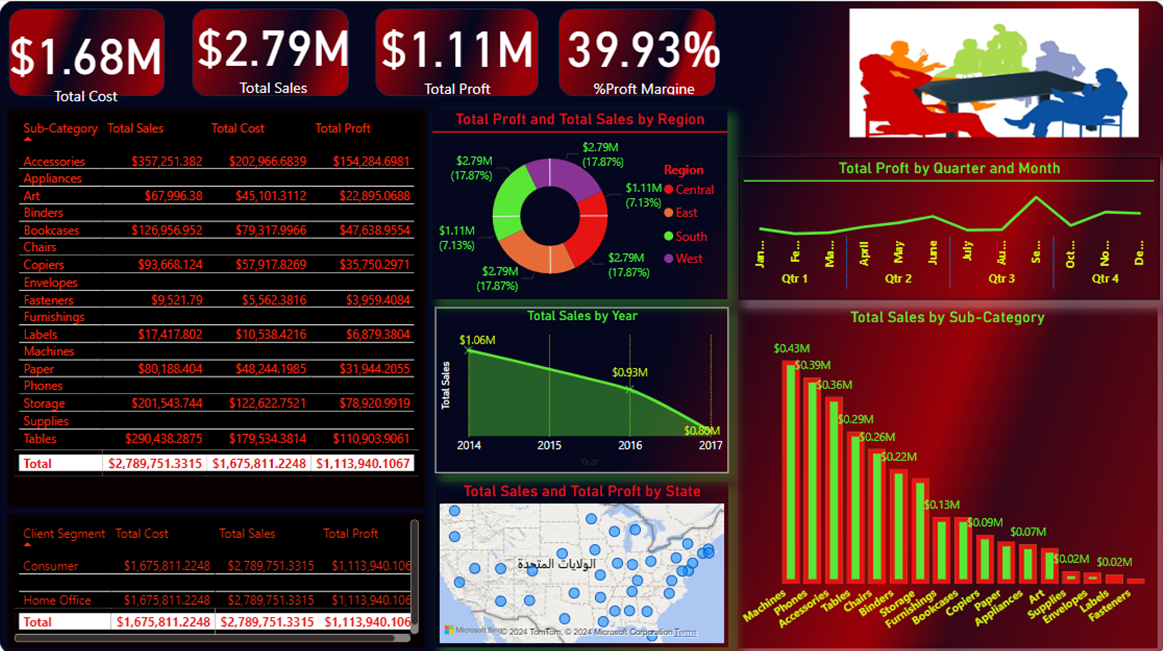 $1.68M
Total Cost
$2.79M
Total Sales
$1.11M
Total Proft
39.93%
%Proft Margine
Sub-Category Total Sales Total Cost Total Proft
Accessories $357,251.382 $202,966.6839 $154,284.6981
Appliances
Art $67,996.38 $45,101.3112 $22,895.0688
Binders
Bookcases $126,956.952 $79,317.9966 $47,638.9554
Chairs
Copiers $93,668.124 $57,917.8269 $35,750.2971
Envelopes
Fasteners $9,521.79 $5,562.3816 $3,959.4084
Furnishings
Labels $17,417.802 $10,538.4216 $6,879.3804
Machines
Paper $80,188.404 $48,244.1985 $31,944.2055
Phones
Storage $201,543.744 $122,622.7521 $78,920.9919
Supplies
Tables $290,438.2875 $179,534.3814 $110,903.9061
Total $2,789,751.3315 $1,675,811.2248 $1,113,940.1067
Client Segment Total Cost Total Sales Total Proft
Consumer $1,675,811.2248 $2,789,751.3315 $1,113,940.106
Home Office $1,675,811.2248 $2,789,751.3315 $1,113,940.106
Total $1,675,811.2248 $2,789,751.3315 $1,113,940.106
Total Proft and Total Sales by Region
$2.79M
(17.87%)
$2.79M
(17.87%)
$1.11M
(7.13%)
$1.11M
(7.13%)
$2.79M
(17.87%)
$2.79M
(17.87%)
Region
Central
East
South
West
Total Sales by Year
Total Sales
$1.06M
$0.93M
2014 2015 2016 2017
Year
Total Sales and Total Proft by State
الولايات المتحدة
Microsoft Bing
© 2024 TomTom, © 2024 Microsoft Corporation Terms
Total Proft by Quarter and Month
Jan... Fe... Ma... April May June July Au... Se... Oct... No... De...
Qtr 1 Qtr 2 Qtr 3 Qtr 4
Total Sales by Sub-Category
$0.43M
$0.39M
$0.36M
$0.29M
$0.26M
$0.22M
$0.13M
$0.09M
$0.07M
$0.02M
$0.02M
Machines Phones Accessories Tables Chairs Binders Storage Furnishings Bookcases Copiers Paper Appliances Art Supplies Envelopes Labels Fasteners